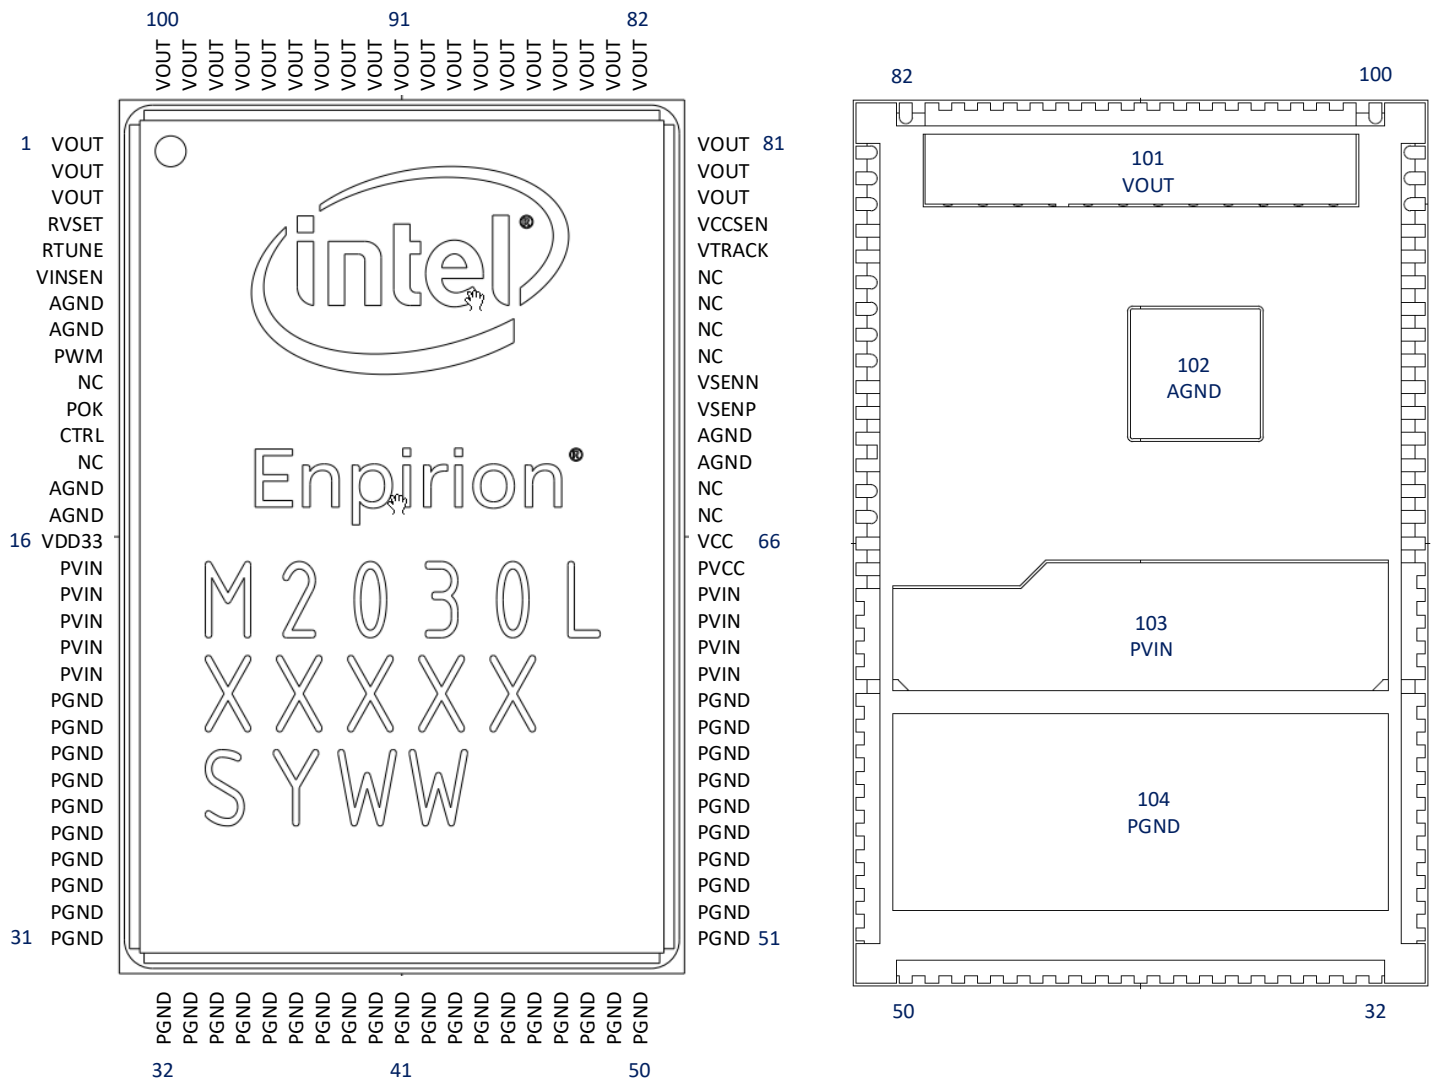 100 91 82
VOUT VOUT VOUT VOUT VOUT VOUT VOUT VOUT VOUT VOUT VOUT VOUT VOUT VOUT VOUT VOUT VOUT VOUT VOUT
1 VOUT
VOUT
VOUT
RVSET
RTUNE
VINSEN
AGND
AGND
PWM
NC
POK
CTRL
NC
AGND
AGND
16 VDD33
PVIN
PVIN
PVIN
PVIN
PVIN
PGND
PGND
PGND
PGND
PGND
PGND
PGND
PGND
PGND
31 PGND
intel®
Enpirion®
M2030L
XXXXX
SYWW
VOUT 81
VOUT
VOUT
VCCSEN
VTRACK
NC
NC
NC
NC
VSENN
VSENP
AGND
AGND
NC
NC
VCC 66
PVCC
PVIN
PVIN
PVIN
PVIN
PGND
PGND
PGND
PGND
PGND
PGND
PGND
PGND
PGND
PGND 51
PGND PGND PGND PGND PGND PGND PGND PGND PGND PGND PGND PGND PGND PGND PGND PGND PGND PGND PGND
32 41 50
82 100
101
VOUT
102
AGND
103
PVIN
104
PGND
50 32